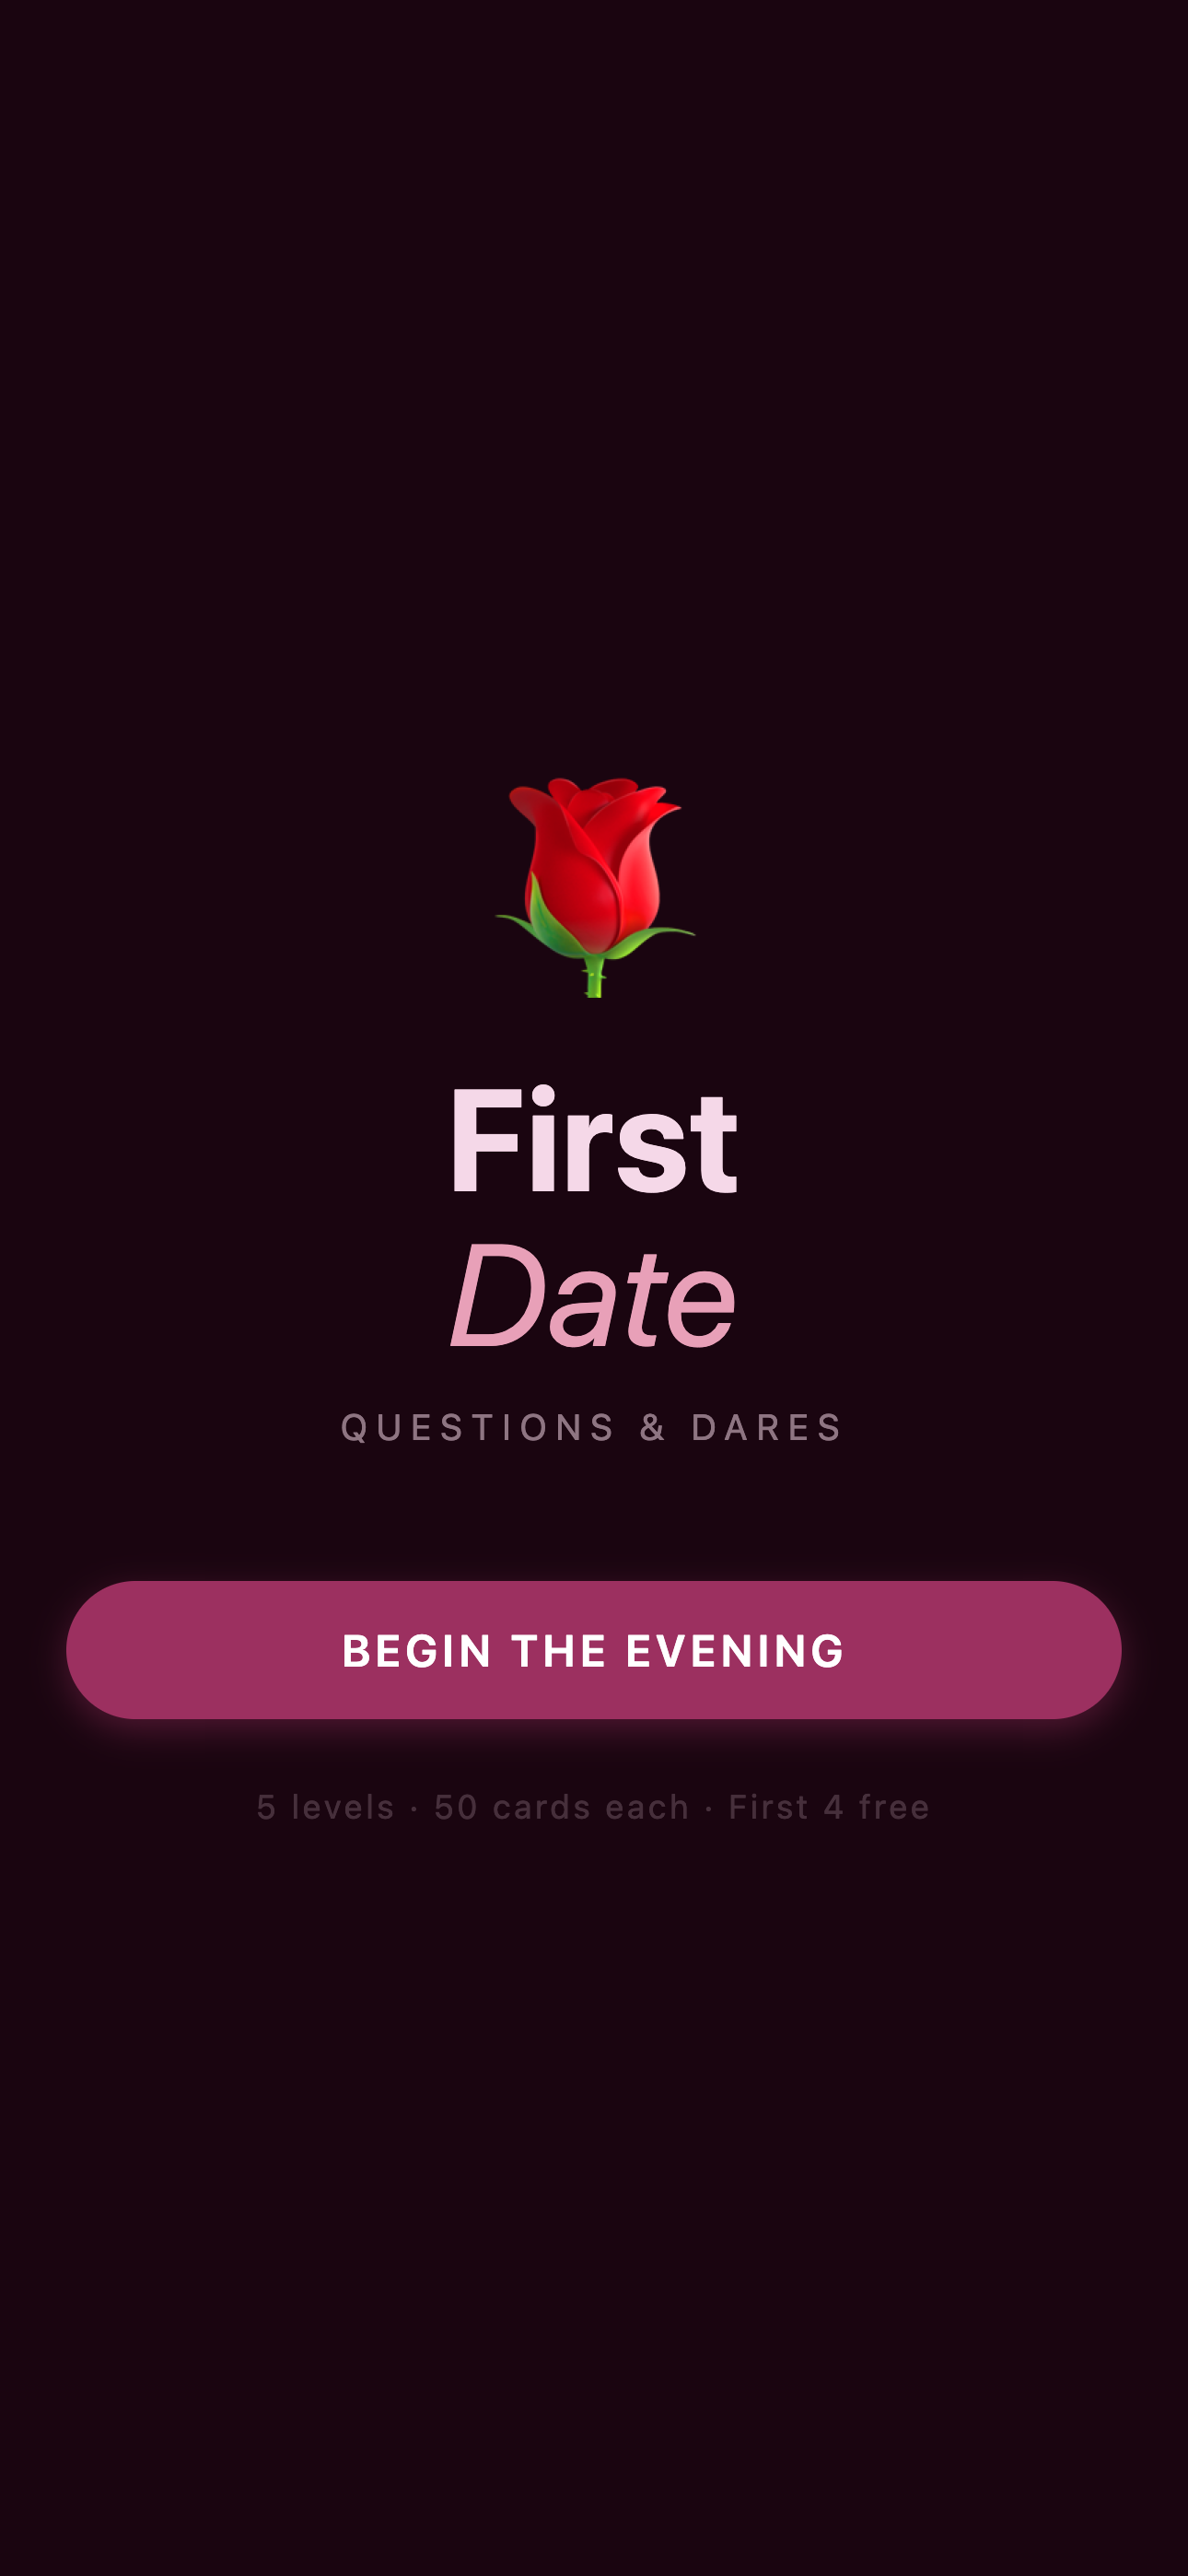 First
Date
QUESTIONS & DARES
BEGIN THE EVENING
5 levels · 50 cards each · First 4 free